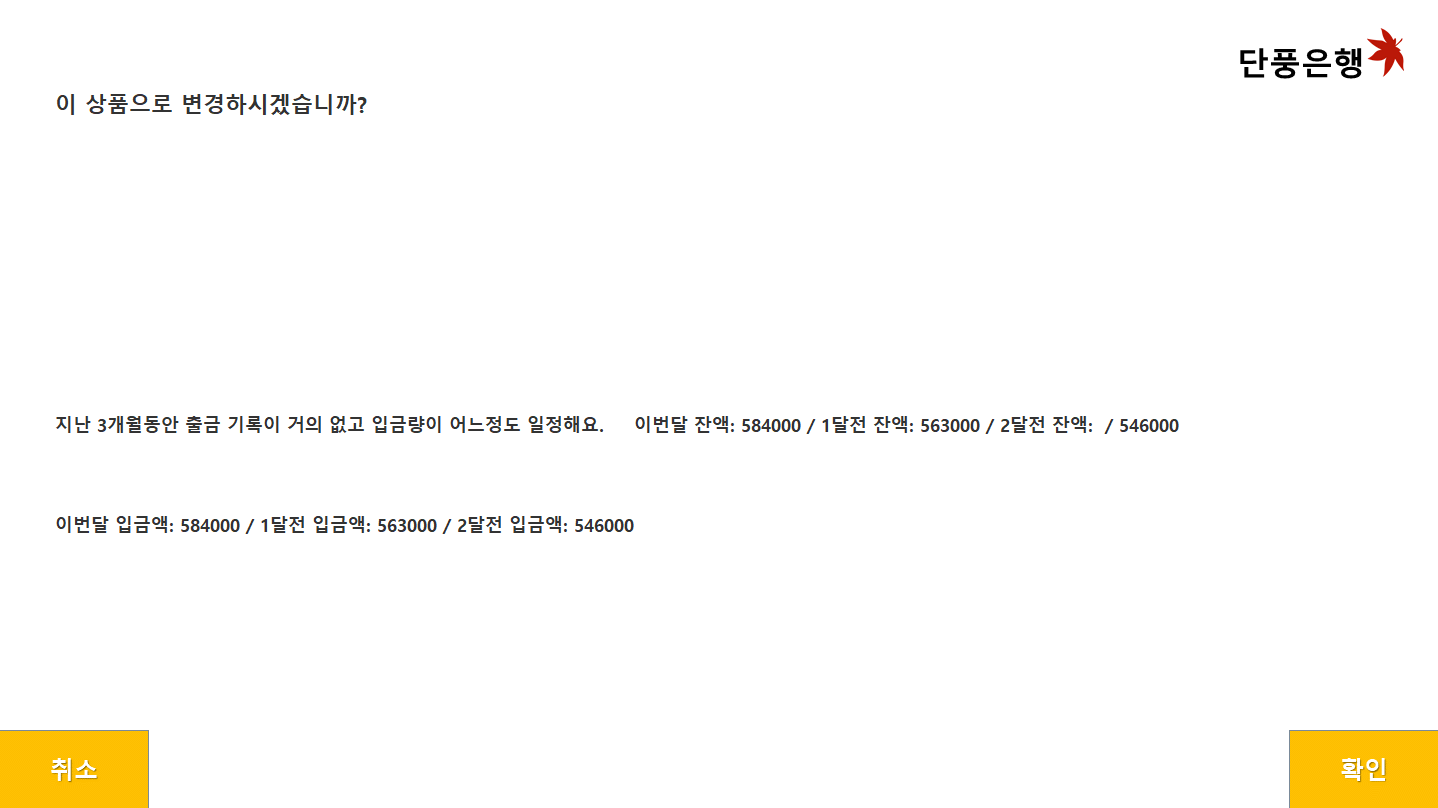 단풍은행
이 상품으로 변경하시겠습니까?
지난 3개월동안 출금 기록이 거의 없고 입금량이 어느정도 일정해요. 이번달 잔액: 584000 / 1달전 잔액: 563000 / 2달전 잔액: / 546000
이번달 입금액: 584000 / 1달전 입금액: 563000 / 2달전 입금액: 546000
취소 확인